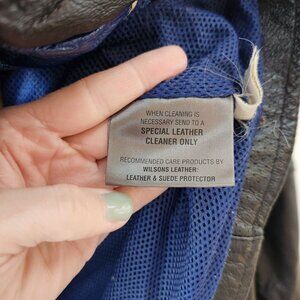 WHEN CLEANING IS
NECESSARY SEND TO A
SPECIAL LEATHER
CLEANER ONLY
RECOMMENDED CARE PRODUCTS BY
WILSONS LEATHER:
LEATHER & SUEDE PROTECTOR